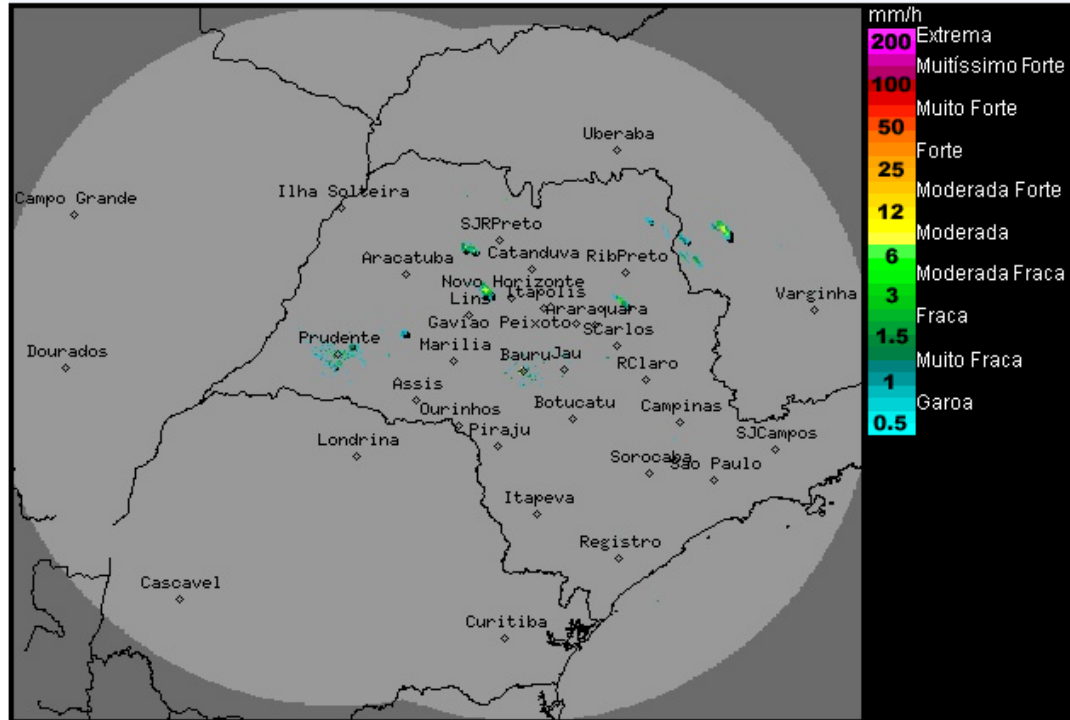 mm/h
200 Extrema
Muitíssimo Forte
100
Muito Forte
50
Forte
25
Moderada Forte
12
Moderada
6
Moderada Fraca
3
Fraca
1.5
Muito Fraca
1
Garoa
0.5
Uberaba
Campo Grande
Ilha Solteira
SJRPreto
Aracatuba
Catanduva
RibPreto
Novo Horizonte
Itapolis
Lins
Araraquara
Varginha
Gaviao Peixoto
SCarlos
Prudente
Dourados
Marilia
Bauru
Jau
RClaro
Assis
Ourinhos
Botucatu
Campinas
Londrina
Piraju
SJCampos
Sorocaba
Sao Paulo
Itapeva
Registro
Cascavel
Curitiba